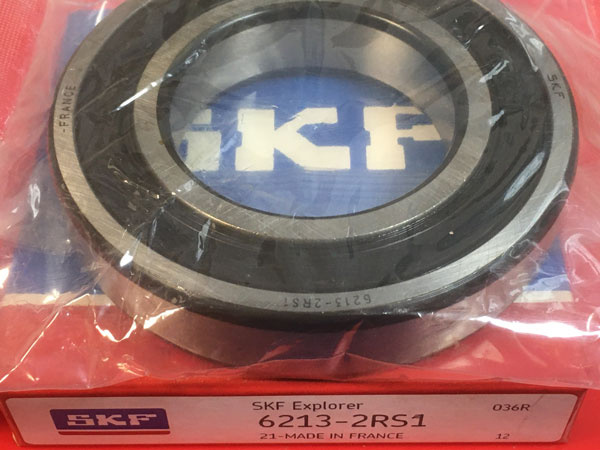 SKF
-FRANCE
SKF
6213-2RS1
SKF
SKF Explorer
036R
6213-2RS1
21-MADE IN FRANCE
12